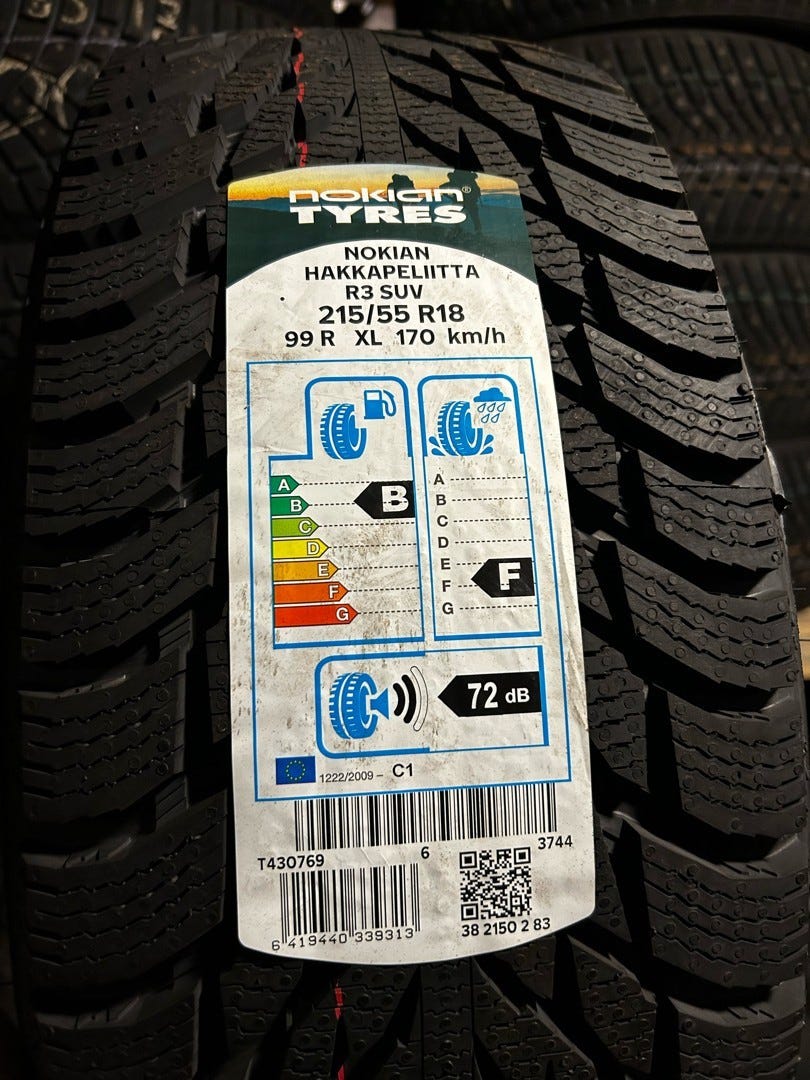 nokian®
TYRES
NOKIAN
HAKKAPELIITTA
R3 SUV
215/55 R18
99 R XL 170 km/h
A
B
C
D
E
F
G
B
A
B
C
D
E
F
G
F
72 dB
1222/2009 – C1
T430769 6 3744
6 419440 339313
38 2150 2 83